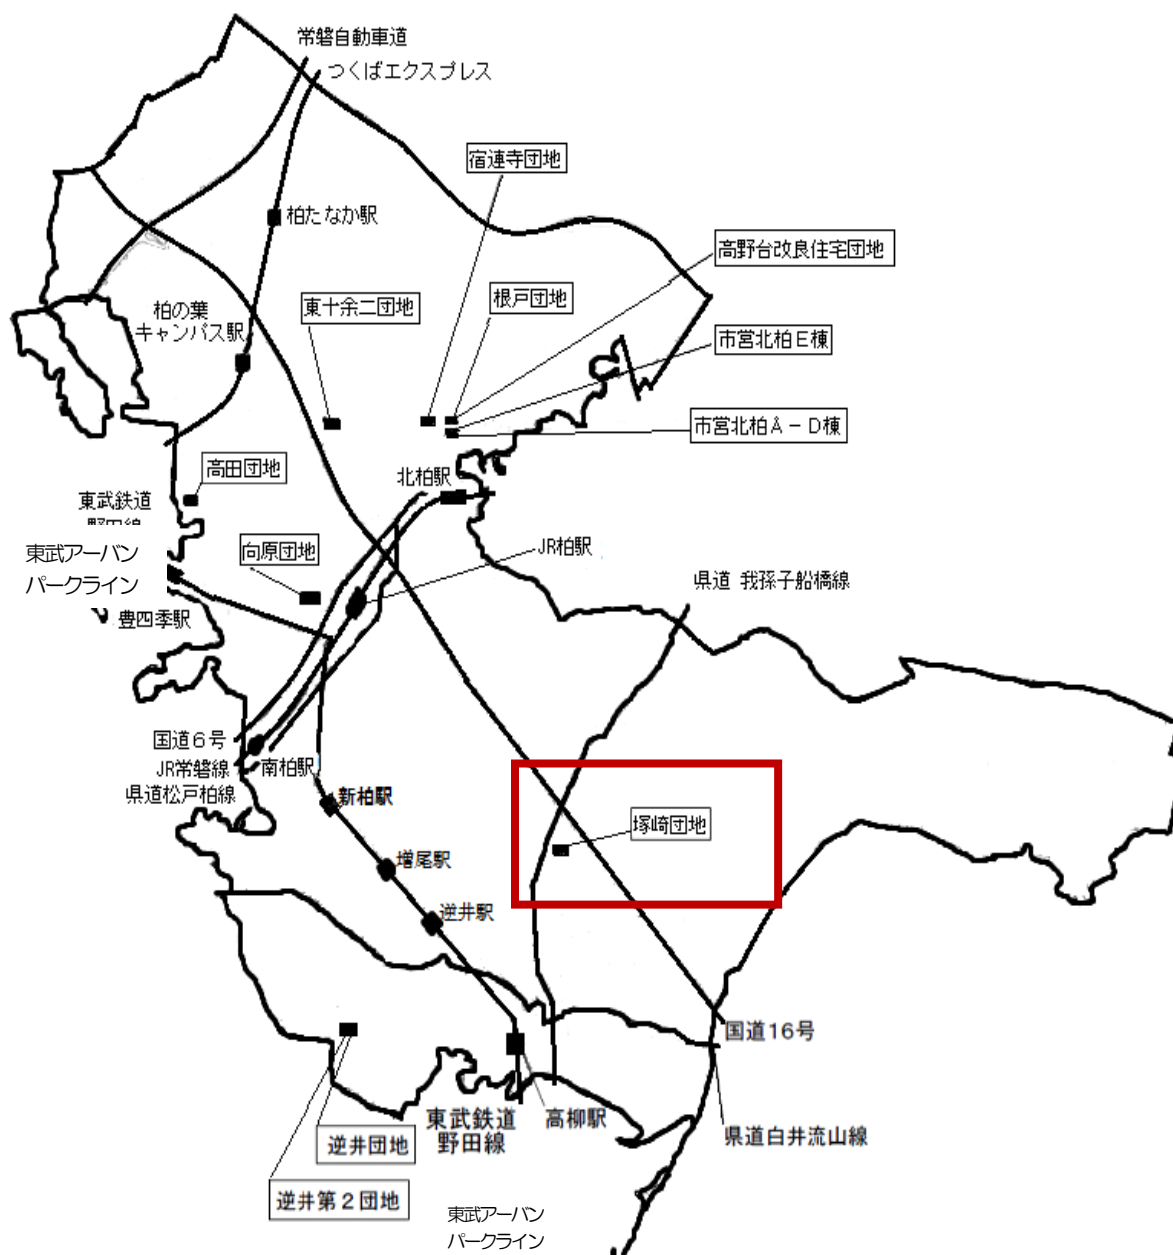 常磐自動車道
つくばエクスプレス
宿連寺団地
柏たなか駅
高野台改良住宅団地
東十余二団地
根戸団地
柏の葉
キャンパス駅
市営北柏E棟
市営北柏A－D棟
高田団地
北柏駅
東武鉄道
野田線
東武アーバン
パークライン
向原団地
JR柏駅
県道 我孫子船橋線
豊四季駅
国道6号
JR常磐線
南柏駅
県道松戸柏線
新柏駅
塚崎団地
増尾駅
逆井駅
国道16号
東武鉄道
野田線
高柳駅
県道白井流山線
逆井団地
逆井第2団地
東武アーバン
パークライン